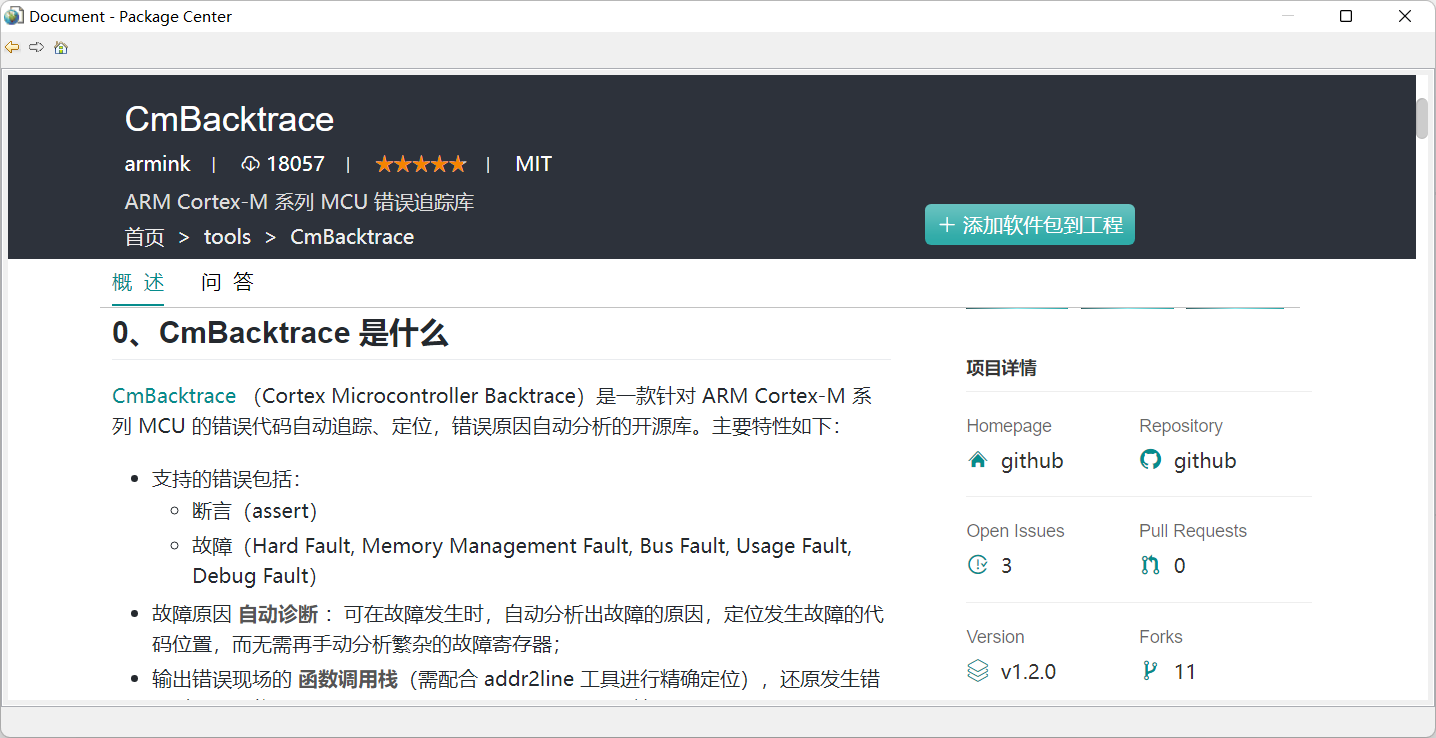 Document - Package Center
CmBacktrace
armink | 18057 | ★★★★★ | MIT
ARM Cortex-M 系列 MCU 错误追踪库
首页 > tools > CmBacktrace
+ 添加软件包到工程
概 述 问 答
0、CmBacktrace 是什么
CmBacktrace （Cortex Microcontroller Backtrace）是一款针对 ARM Cortex-M 系
列 MCU 的错误代码自动追踪、定位，错误原因自动分析的开源库。主要特性如下：
• 支持的错误包括：
◦ 断言（assert）
◦ 故障（Hard Fault, Memory Management Fault, Bus Fault, Usage Fault,
Debug Fault）
• 故障原因 自动诊断 ：可在故障发生时，自动分析出故障的原因，定位发生故障的代
码位置，而无需再手动分析繁杂的故障寄存器；
• 输出错误现场的 函数调用栈（需配合 addr2line 工具进行精确定位），还原发生错
项目详情
Homepage Repository
github github
Open Issues Pull Requests
3 0
Version Forks
v1.2.0 11